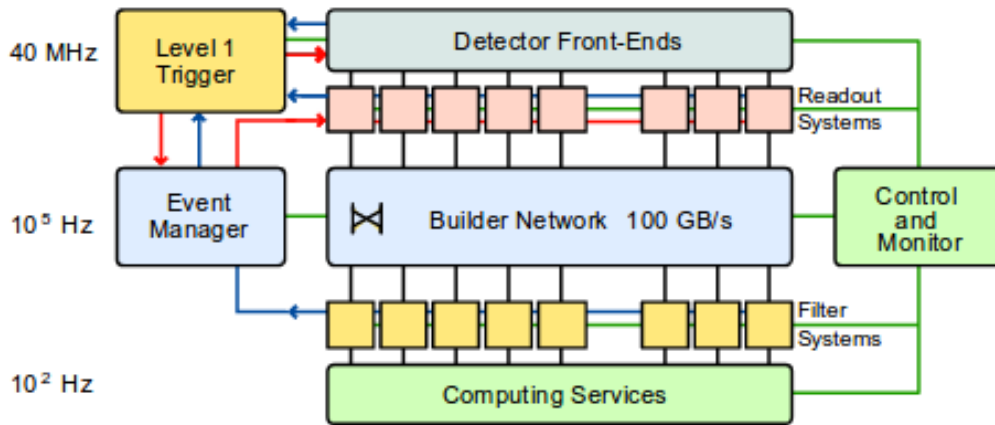 40 MHz
Level 1
Trigger
Detector Front-Ends
Readout
Systems
10⁵ Hz
Event
Manager
Builder Network 100 GB/s
Control
and
Monitor
Filter
Systems
10² Hz
Computing Services